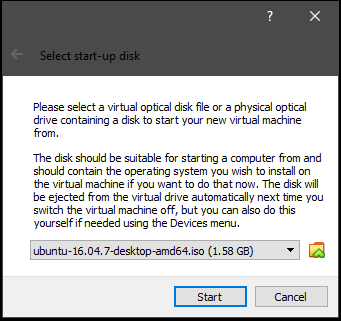 ?
Select start-up disk
Please select a virtual optical disk file or a physical optical
drive containing a disk to start your new virtual machine
from.
The disk should be suitable for starting a computer from and
should contain the operating system you wish to install on
the virtual machine if you want to do that now. The disk will
be ejected from the virtual drive automatically next time you
switch the virtual machine off, but you can also do this
yourself if needed using the Devices menu.
ubuntu-16.04.7-desktop-amd64.iso (1.58 GB)
Start
Cancel